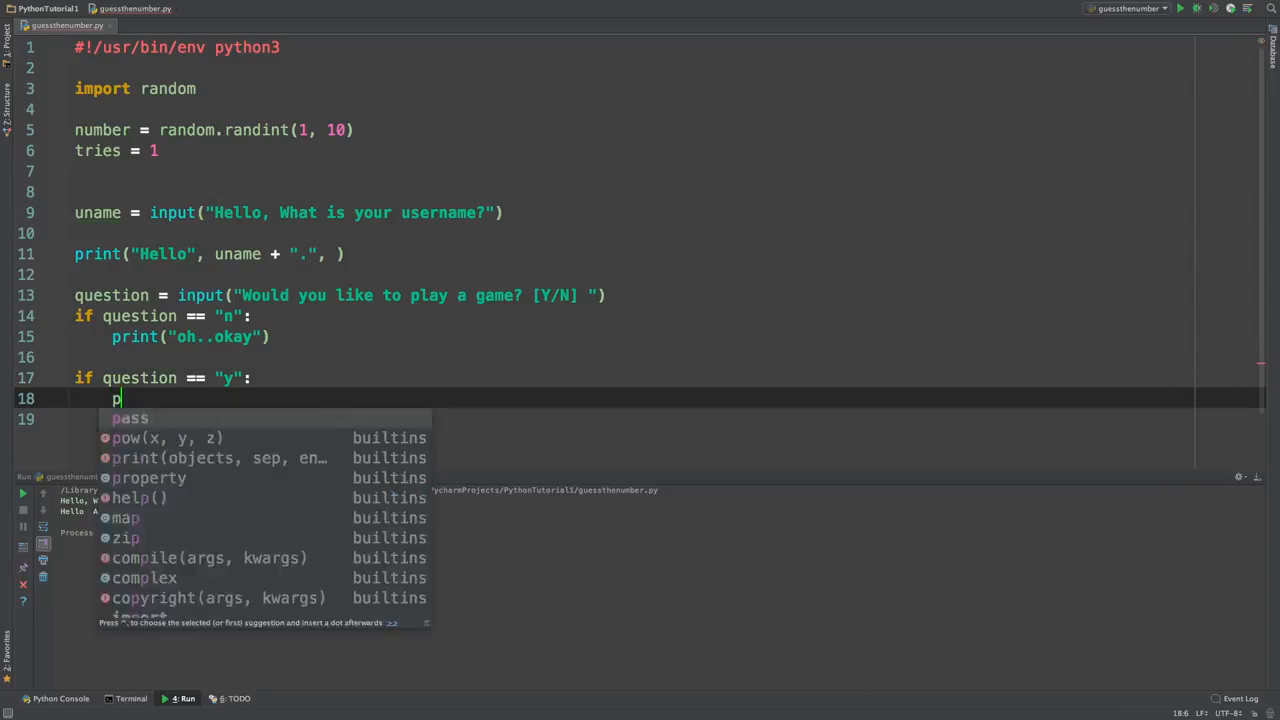 PythonTutorial1 guessthenumber.py guessthenumber
guessthenumber.py
1 #!/usr/bin/env python3
2
3 import random
4
5 number = random.randint(1, 10)
6 tries = 1
7
8
9 uname = input("Hello, What is your username?")
10
11 print("Hello", uname + ".", )
12
13 question = input("Would you like to play a game? [Y/N] ")
14 if question == "n":
15 print("oh..okay")
16
17 if question == "y":
18 p
19
pass
pow(x, y, z) builtins
print(objects, sep, en… builtins
property builtins
help() builtins
map builtins
zip builtins
compile(args, kwargs) builtins
complex builtins
copyright(args, kwargs) builtins
import
Press ^. to choose the selected (or first) suggestion and insert a dot afterwards >>
1: Project
7: Structure
2: Favorites
Database
Run guessthenum
/Library ycharmProjects/PythonTutorial1/guessthenumber.py
Hello, W
Hello A
Process
Python Console Terminal 4: Run 6: TODO Event Log
18:6 LF÷ UTF-8÷